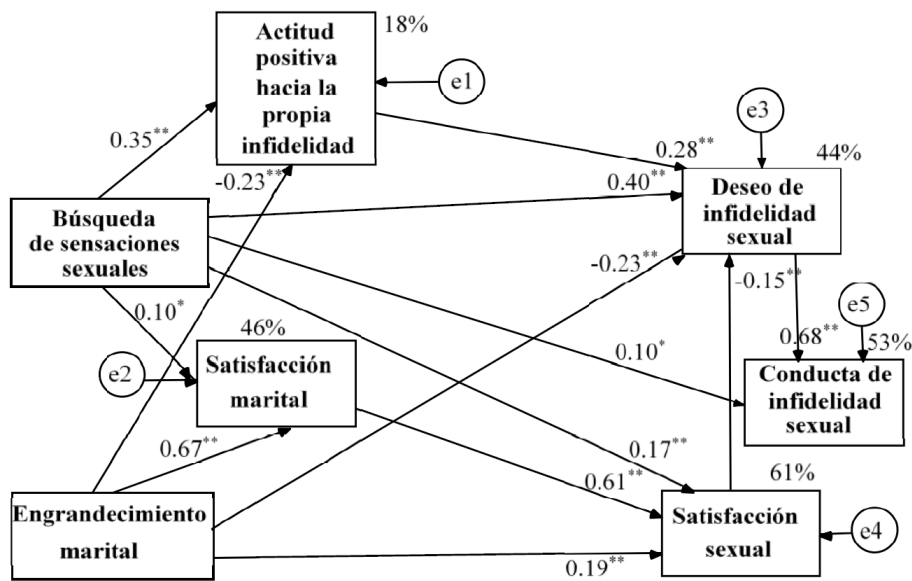 Actitud
positiva
hacia la
propia
infidelidad
18%
e1
e3
0.35**
-0.23**
0.28**
44%
0.40**
Deseo de
infidelidad
sexual
Búsqueda
de sensaciones
sexuales
-0.23**
-0.15**
0.10*
46%
e5
0.68**
53%
e2
Satisfacción
marital
0.10*
Conducta de
infidelidad
sexual
0.67**
0.17**
0.61**
61%
Engrandecimiento
marital
Satisfacción
sexual
e4
0.19**